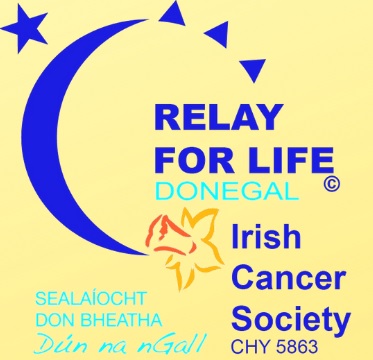 RELAY
FOR LIFE
©
DONEGAL
Irish
Cancer
Society
CHY 5863
SEALAÍOCHT
DON BHEATHA
Dún na nGall